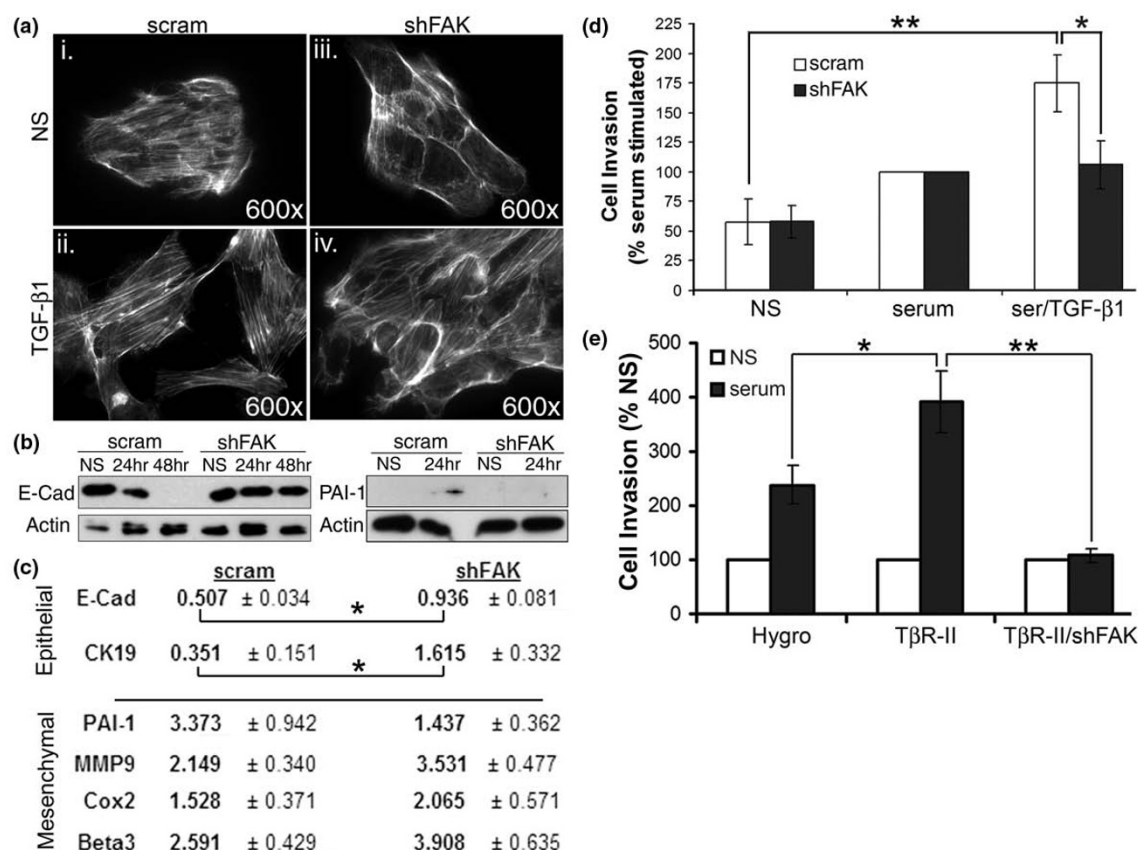 (a)
scram shFAK
NS
i. 600x
iii. 600x
TGF-β1
ii. 600x
iv. 600x
(b)
scram shFAK
NS 24hr 48hr NS 24hr 48hr
E-Cad
Actin
scram shFAK
NS 24hr NS 24hr
PAI-1
Actin
(c)
scram shFAK
Epithelial
E-Cad 0.507 ± 0.034 * 0.936 ± 0.081
CK19 0.351 ± 0.151 * 1.615 ± 0.332
Mesenchymal
PAI-1 3.373 ± 0.942 1.437 ± 0.362
MMP9 2.149 ± 0.340 3.531 ± 0.477
Cox2 1.528 ± 0.371 2.065 ± 0.571
Beta3 2.591 ± 0.429 3.908 ± 0.635
(d)
Cell Invasion
(% serum stimulated)
225
200
175
150
125
100
75
50
25
0
scram
shFAK
** *
NS serum ser/TGF-β1
(e)
Cell Invasion (% NS)
500
400
300
200
100
0
NS
serum
* **
Hygro TβR-II TβR-II/shFAK